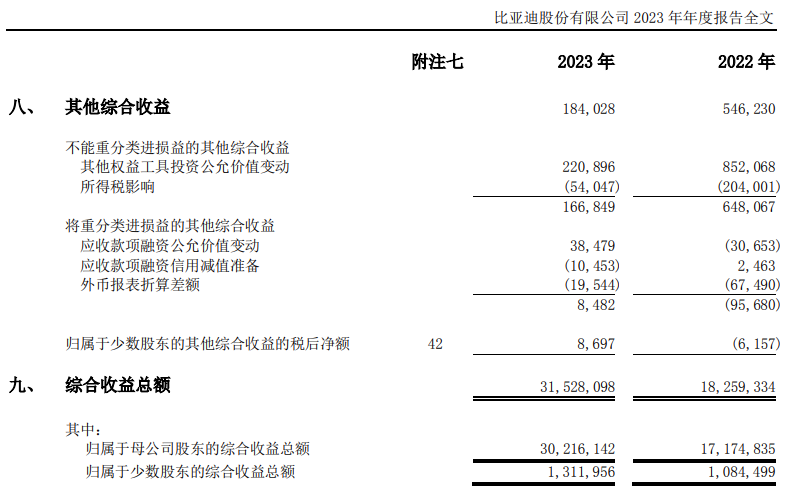 比亚迪股份有限公司 2023 年年度报告全文
附注七 2023 年 2022 年
八、 其他综合收益 184,028 546,230
不能重分类进损益的其他综合收益
其他权益工具投资公允价值变动 220,896 852,068
所得税影响 (54,047) (204,001)
166,849 648,067
将重分类进损益的其他综合收益
应收款项融资公允价值变动 38,479 (30,653)
应收款项融资信用减值准备 (10,453) 2,463
外币报表折算差额 (19,544) (67,490)
8,482 (95,680)
归属于少数股东的其他综合收益的税后净额 42 8,697 (6,157)
九、 综合收益总额 31,528,098 18,259,334
其中:
归属于母公司股东的综合收益总额 30,216,142 17,174,835
归属于少数股东的综合收益总额 1,311,956 1,084,499